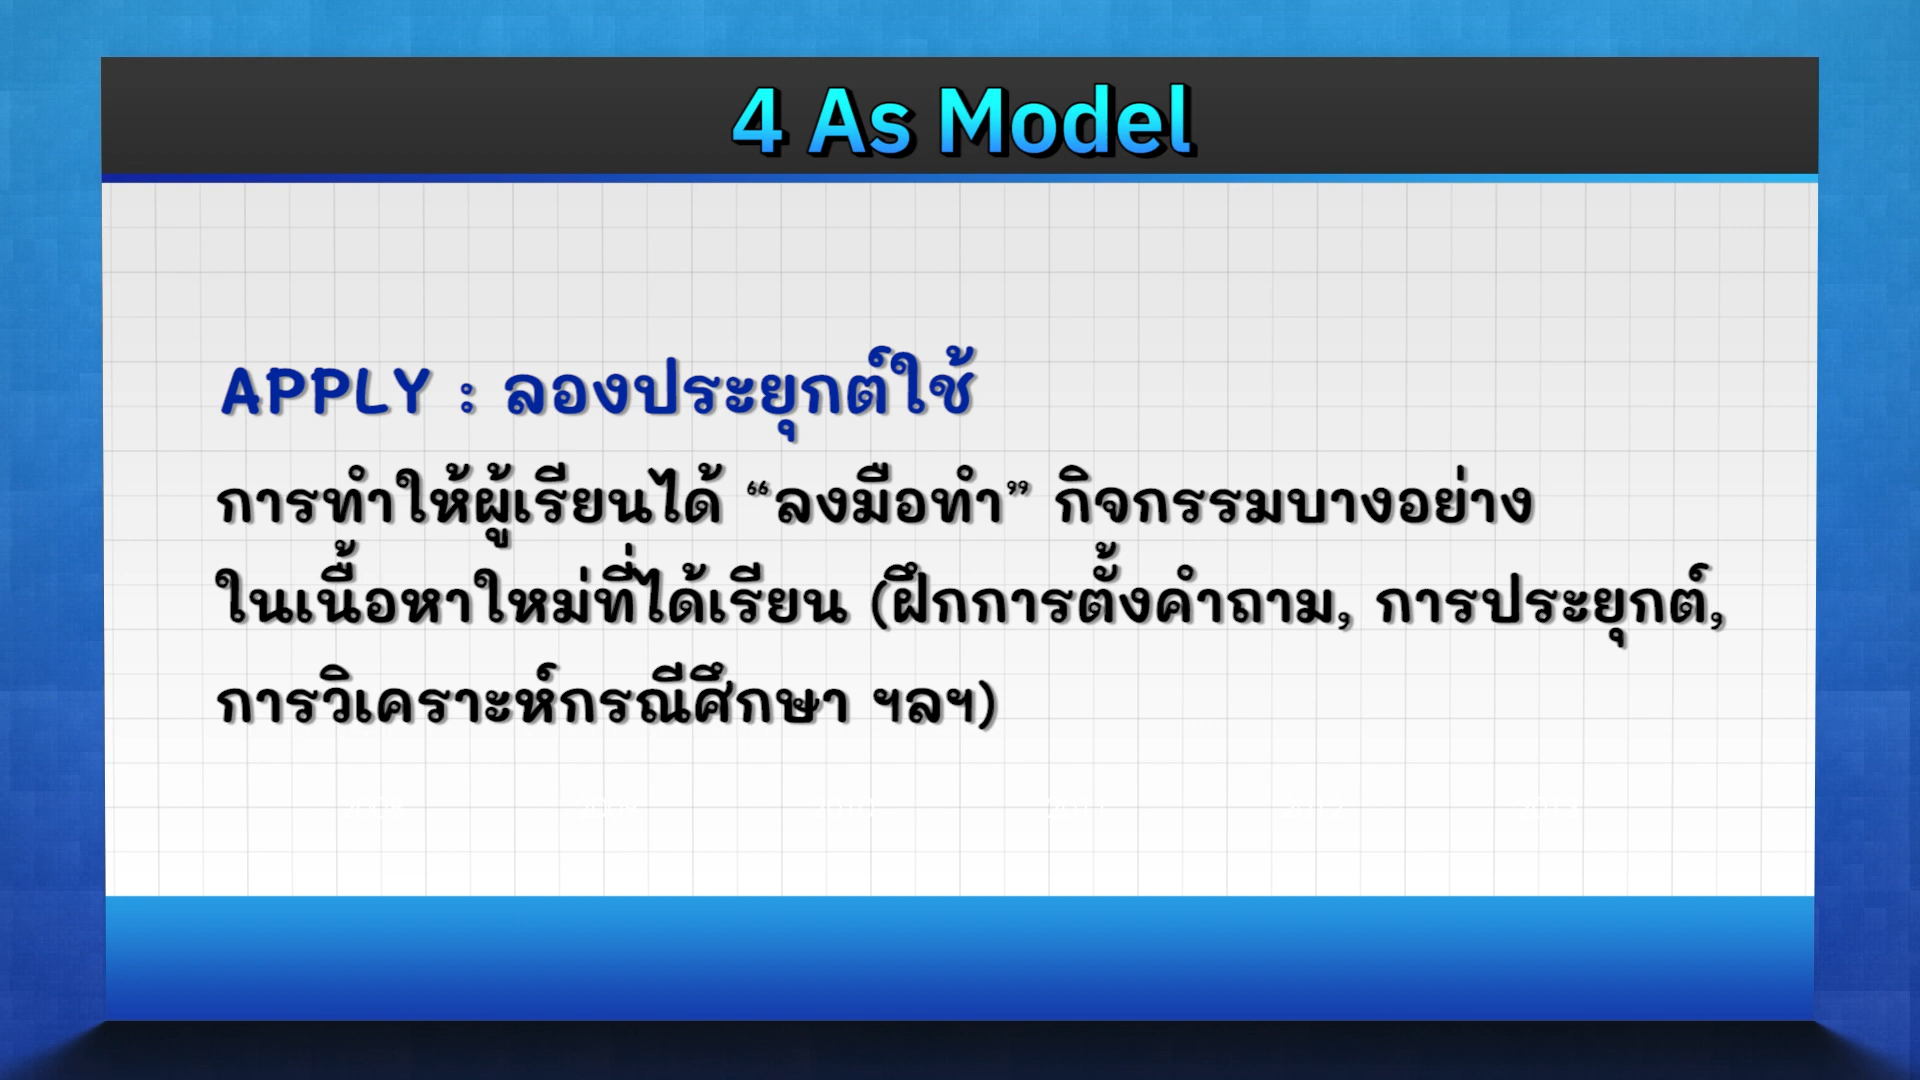 4 As Model
APPLY : ลองประยุกต์ใช้
การทำให้ผู้เรียนได้ “ลงมือทำ” กิจกรรมบางอย่าง
ในเนื้อหาใหม่ที่ได้เรียน (ฝึกการตั้งคำถาม, การประยุกต์,
การวิเคราะห์กรณีศึกษา ฯลฯ)